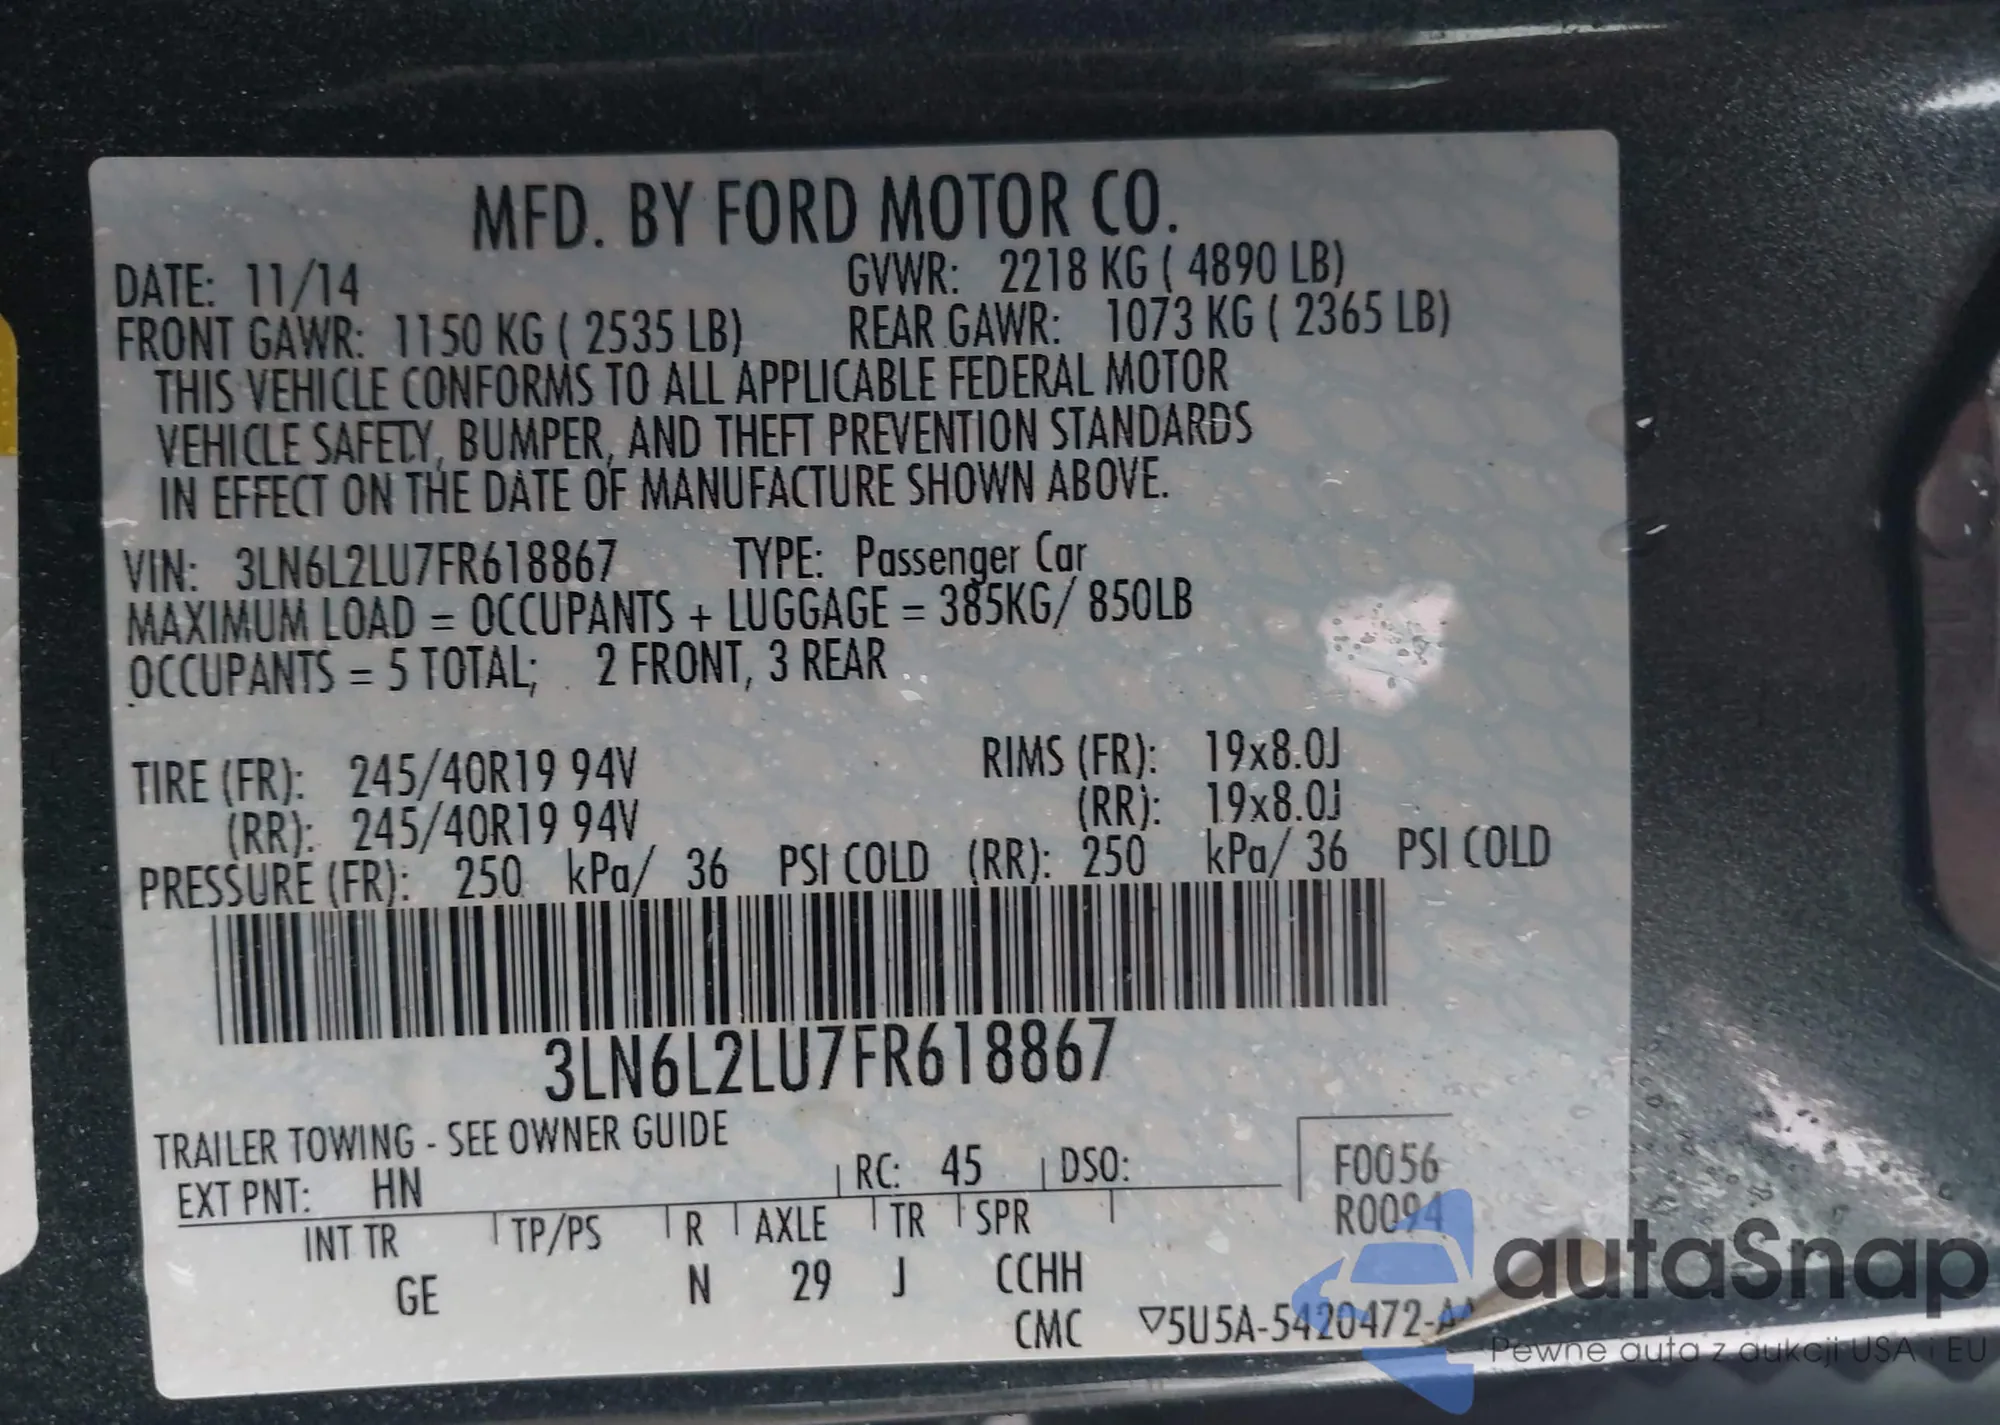 MFD. BY FORD MOTOR CO.
DATE: 11/14 GVWR: 2218 KG ( 4890 LB)
FRONT GAWR: 1150 KG ( 2535 LB) REAR GAWR: 1073 KG ( 2365 LB)
THIS VEHICLE CONFORMS TO ALL APPLICABLE FEDERAL MOTOR
VEHICLE SAFETY, BUMPER, AND THEFT PREVENTION STANDARDS
IN EFFECT ON THE DATE OF MANUFACTURE SHOWN ABOVE.
VIN: 3LN6L2LU7FR618867 TYPE: Passenger Car
MAXIMUM LOAD = OCCUPANTS + LUGGAGE = 385KG/ 850LB
OCCUPANTS = 5 TOTAL; 2 FRONT, 3 REAR
TIRE (FR): 245/40R19 94V RIMS (FR): 19x8.0J
(RR): 245/40R19 94V (RR): 19x8.0J
PRESSURE (FR): 250 kPa/ 36 PSI COLD (RR): 250 kPa/ 36 PSI COLD
3LN6L2LU7FR618867
TRAILER TOWING - SEE OWNER GUIDE
EXT PNT: HN RC: 45 DSO: F0056
R0094
INT TR TP/PS R AXLE TR SPR
GE N 29 J CCHH
CMC ▽5U5A-5420472-
autaSnap
Pewne auta z aukcji USA i EU